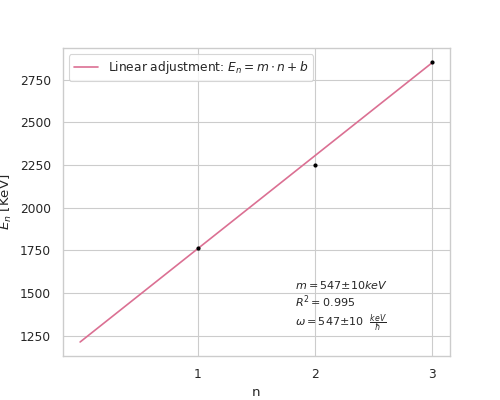 Linear adjustment: $E_n = m \cdot n + b$
2750
2500
2250
2000
1750
1500
1250
$E_n$ [KeV]
$m = 547 \pm 10 keV$
$R^2 = 0.995$
$\omega = 547 \pm 10 \ \frac{keV}{\hbar}$
1 2 3
n